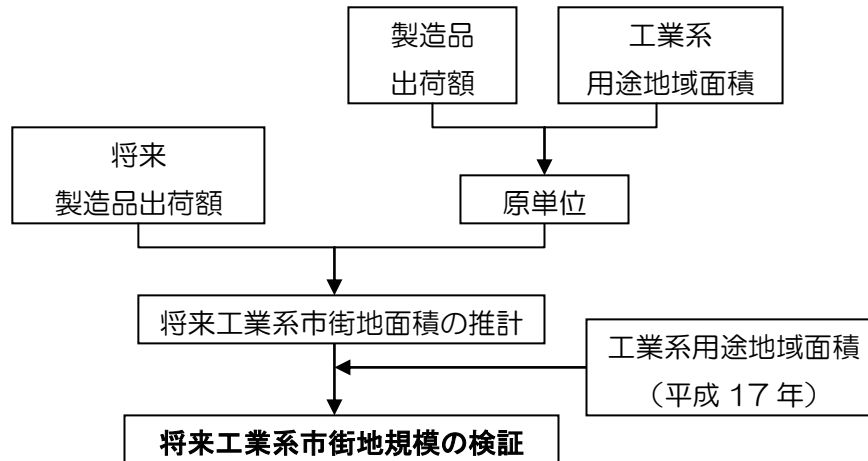 製造品
出荷額
工業系
用途地域面積
将来
製造品出荷額
原単位
将来工業系市街地面積の推計
工業系用途地域面積
（平成 17 年）
将来工業系市街地規模の検証